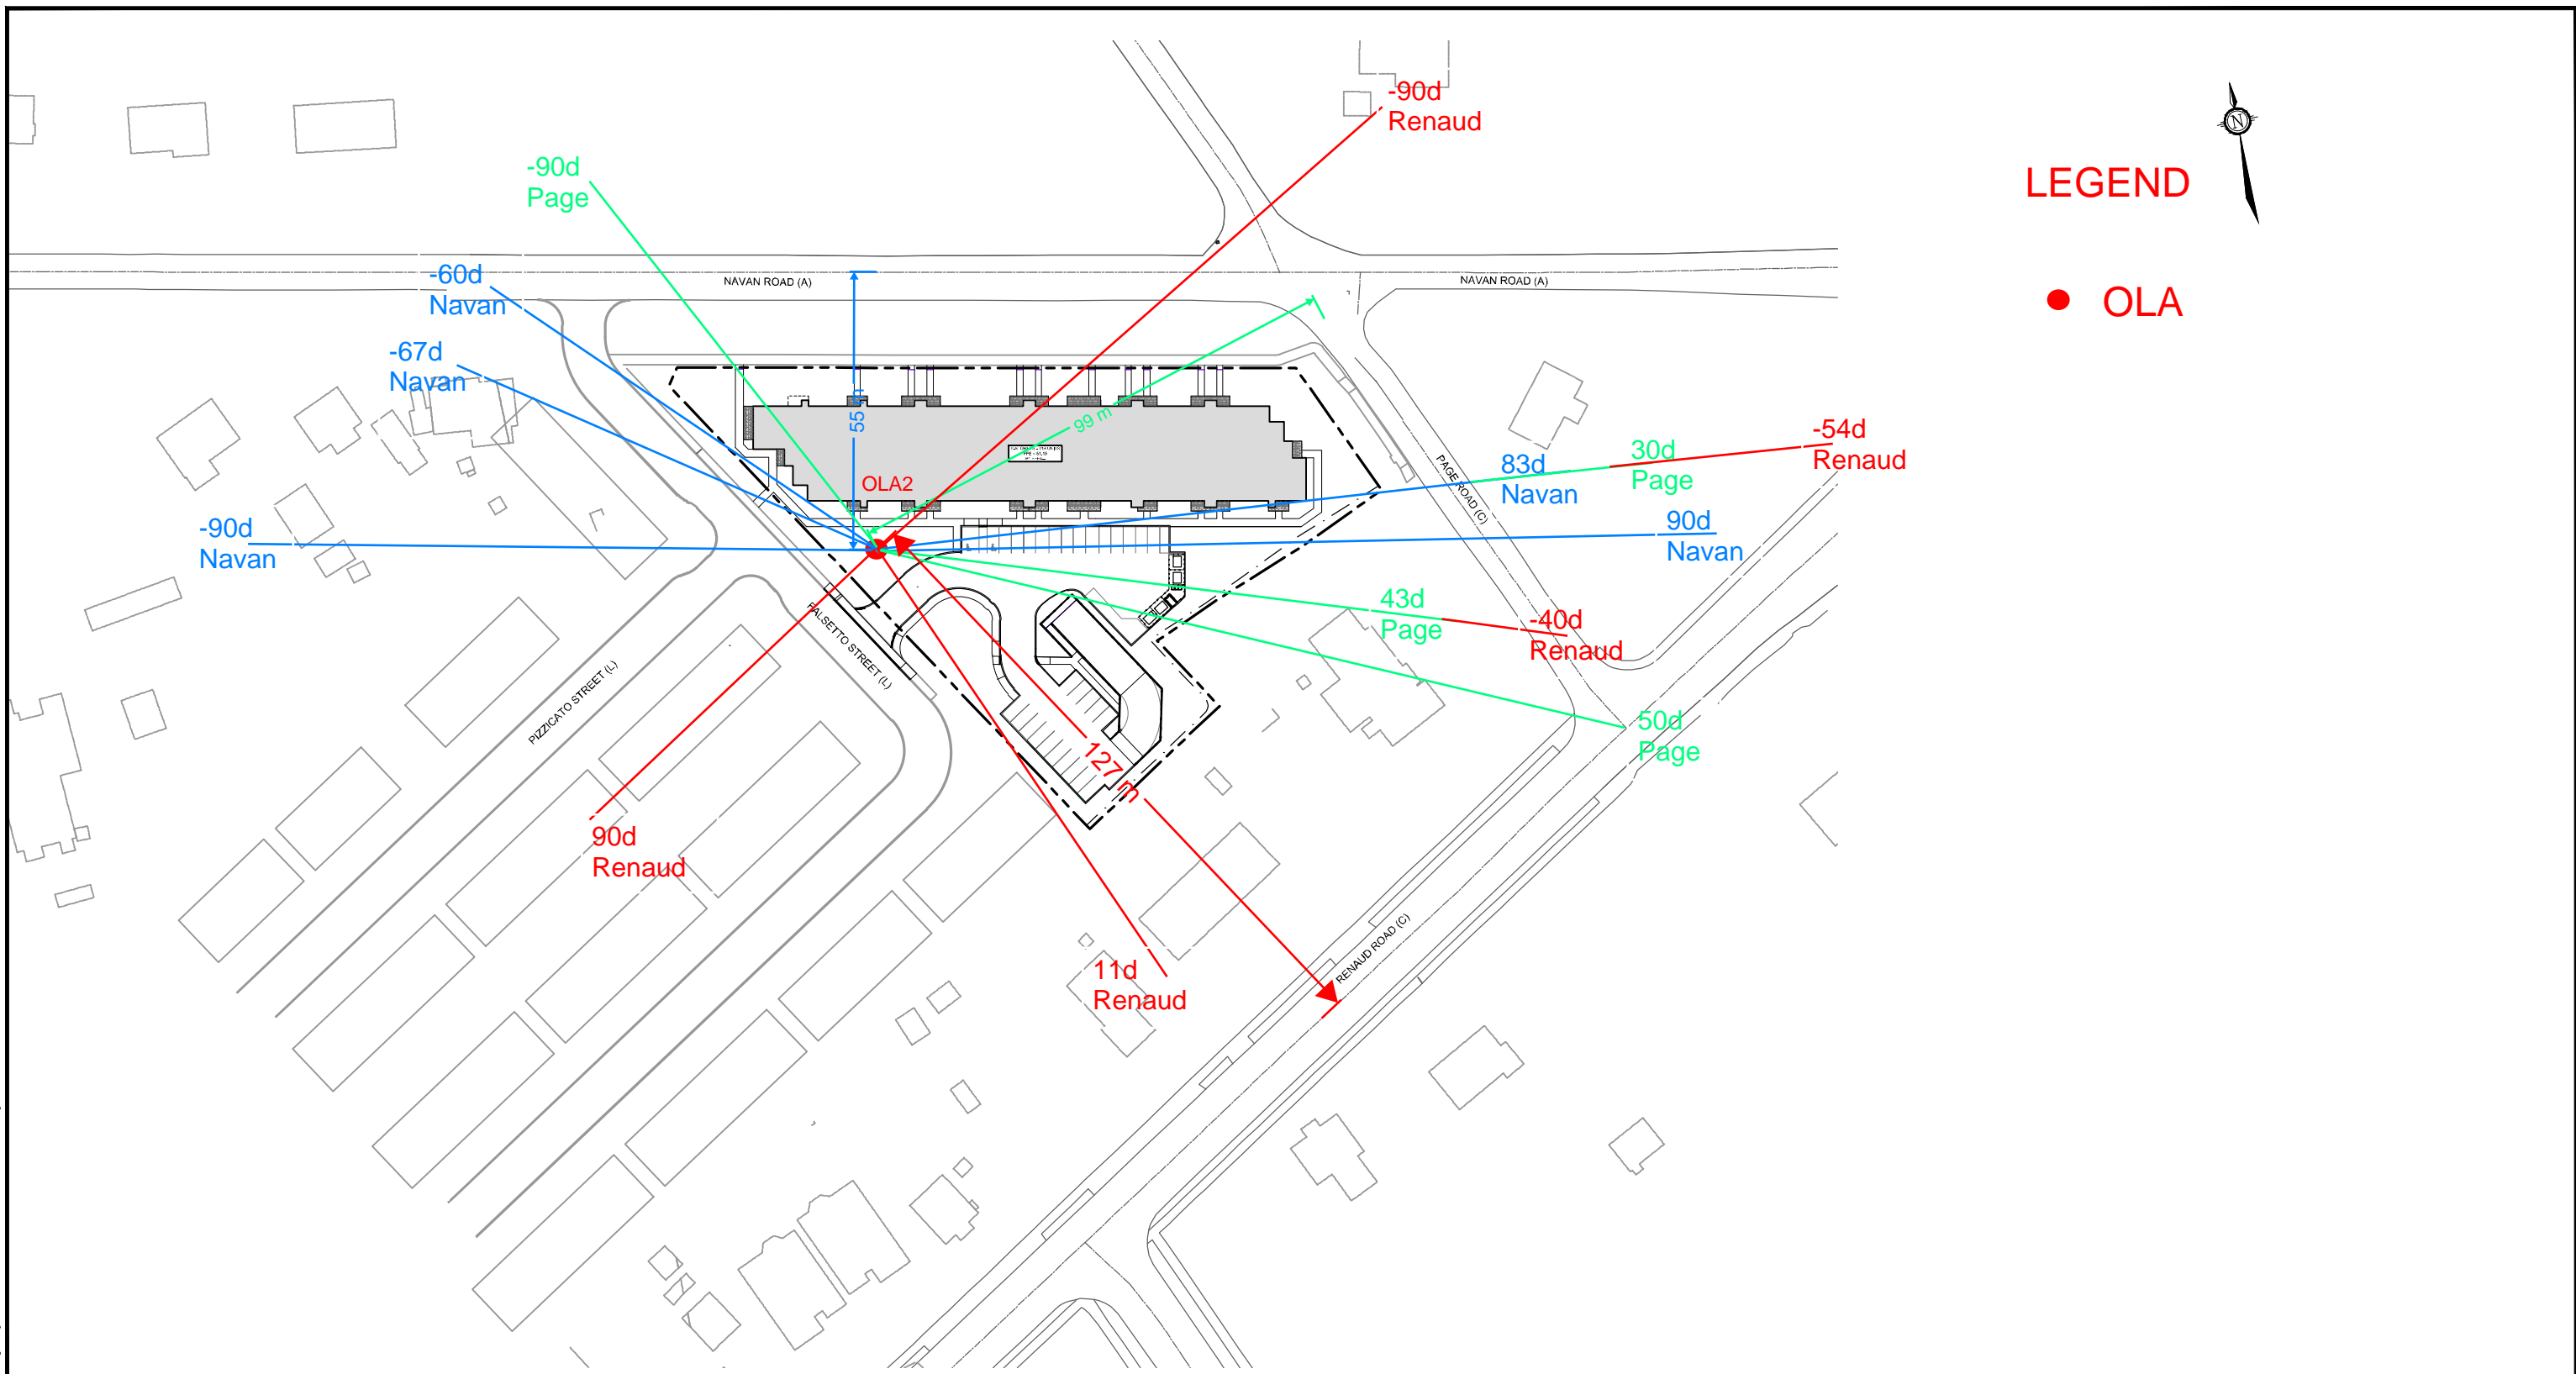 -90d
Renaud
N
-90d
Page
LEGEND
-60d
Navan
NAVAN ROAD (A)
NAVAN ROAD (A)
OLA
-67d
Navan
55 m
99 m
-54d
Renaud
30d
Page
83d
Navan
PAGE ROAD (C)
OLA2
-90d
Navan
90d
Navan
43d
Page
-40d
Renaud
FALSETTO STREET (L)
PIZZICATO STREET (L)
50d
Page
127 m
90d
Renaud
RENAUD ROAD (C)
11d
Renaud